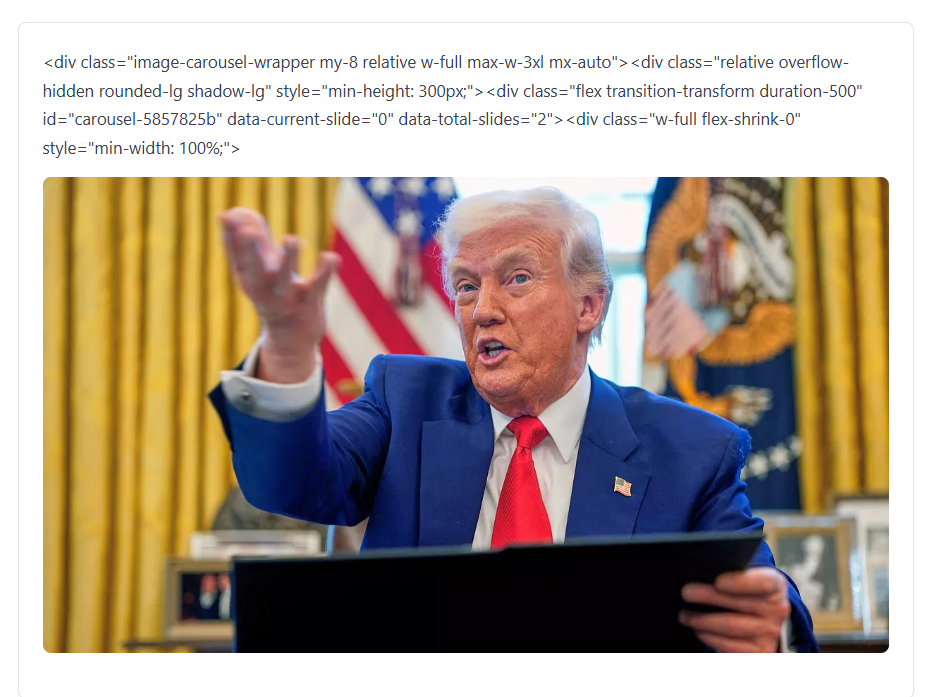 <div class="image-carousel-wrapper my-8 relative w-full max-w-3xl mx-auto"><div class="relative overflow-
hidden rounded-lg shadow-lg" style="min-height: 300px;"><div class="flex transition-transform duration-500"
id="carousel-5857825b" data-current-slide="0" data-total-slides="2"><div class="w-full flex-shrink-0"
style="min-width: 100%;">